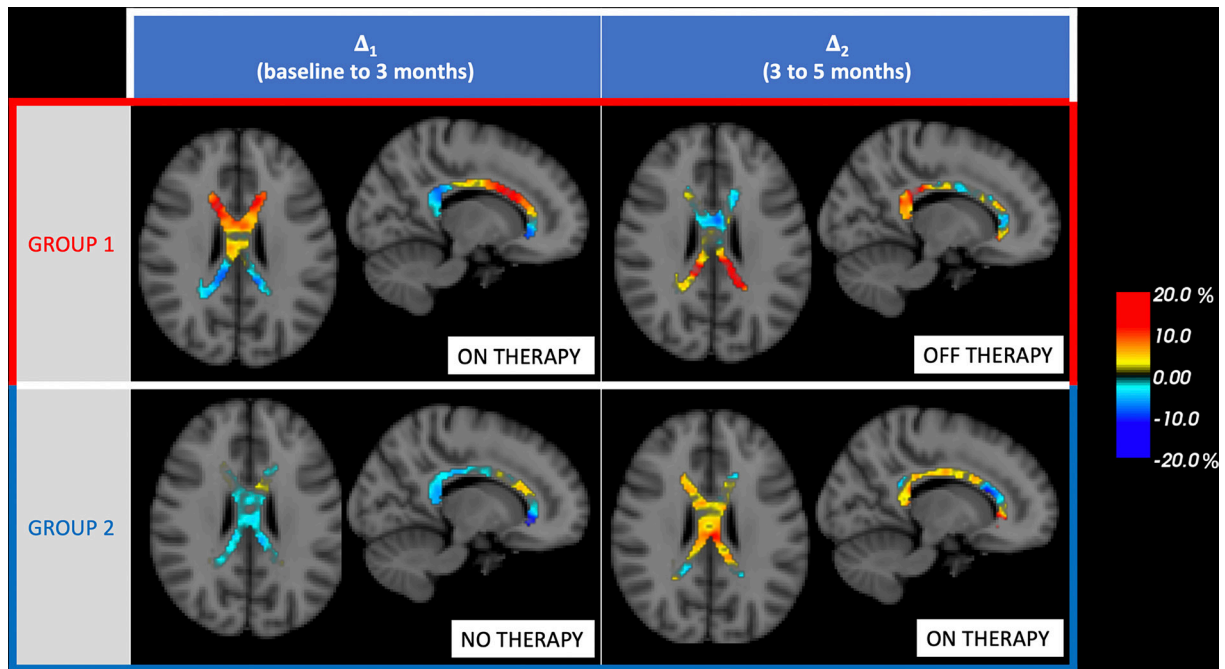 Δ1
(baseline to 3 months)
Δ2
(3 to 5 months)
GROUP 1
ON THERAPY
OFF THERAPY
20.0 %
10.0
0.00
-10.0
-20.0 %
GROUP 2
NO THERAPY
ON THERAPY